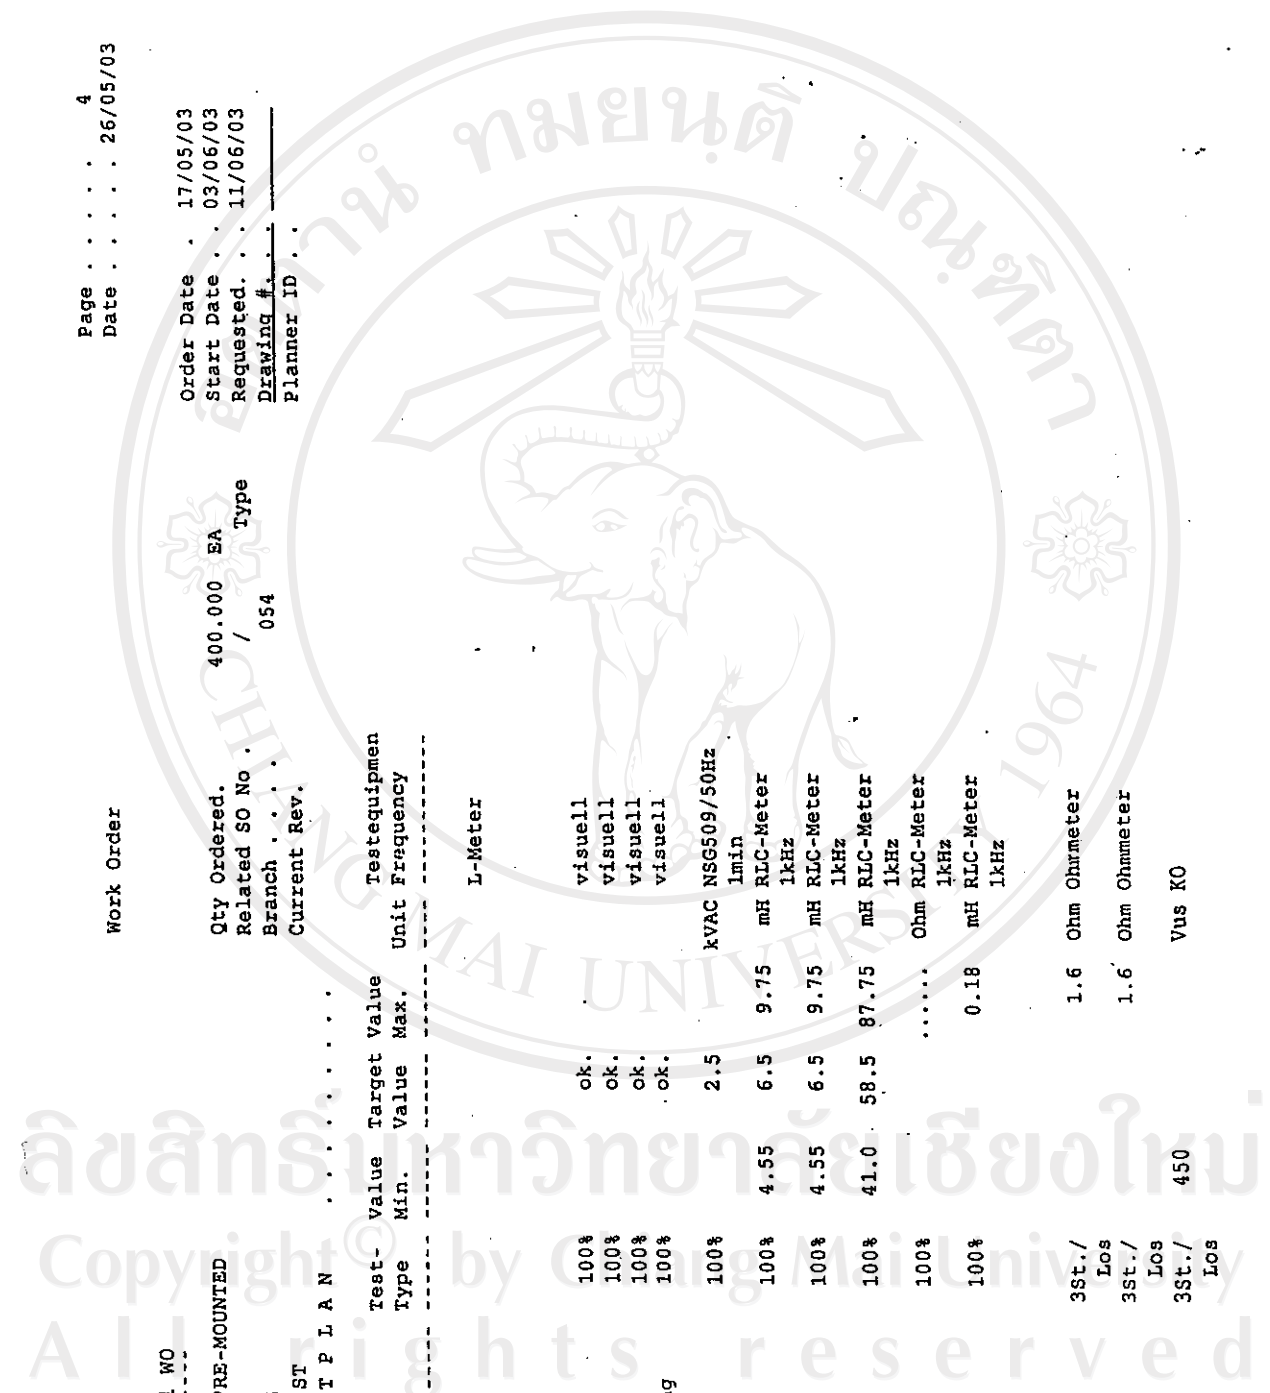 Page . . . . . 4
Date . . . . . 26/05/03
Work Order
Order Date . 17/05/03
Qty Ordered. 400.000 EA Start Date . . 03/06/03
PRE-MOUNTED Related SO No . / Type Requested. . . 11/06/03
Branch . . . . 054 Drawing #. . .
Current Rev. Planner ID . .
WO
ST
T P L A N . . . . . . . . .
Test- Value Target Value Testequipmen
Type Min. Value Max. Unit Frequency
L-Meter
100% ok. visuell
100% ok. visuell
100% ok. visuell
100% ok. visuell
100% 2.5 kVAC NSG509/50Hz
1min
100% 4.55 6.5 9.75 mH RLC-Meter
1kHz
100% 4.55 6.5 9.75 mH RLC-Meter
1kHz
100% 41.0 58.5 87.75 mH RLC-Meter
1kHz
100% ...... Ohm RLC-Meter
1kHz
100% 0.18 mH RLC-Meter
1kHz
3St./ 1.6 Ohm Ohmmeter
Los
3St./ 1.6 Ohm Ohmmeter
Los
3St./ 450 Vus KO
Los
CHIANG MAI UNIVERSITY 1964
ลิขสิทธิ์มหาวิทยาลัยเชียงใหม่
Copyright © by Chiang Mai University
All rights reserved